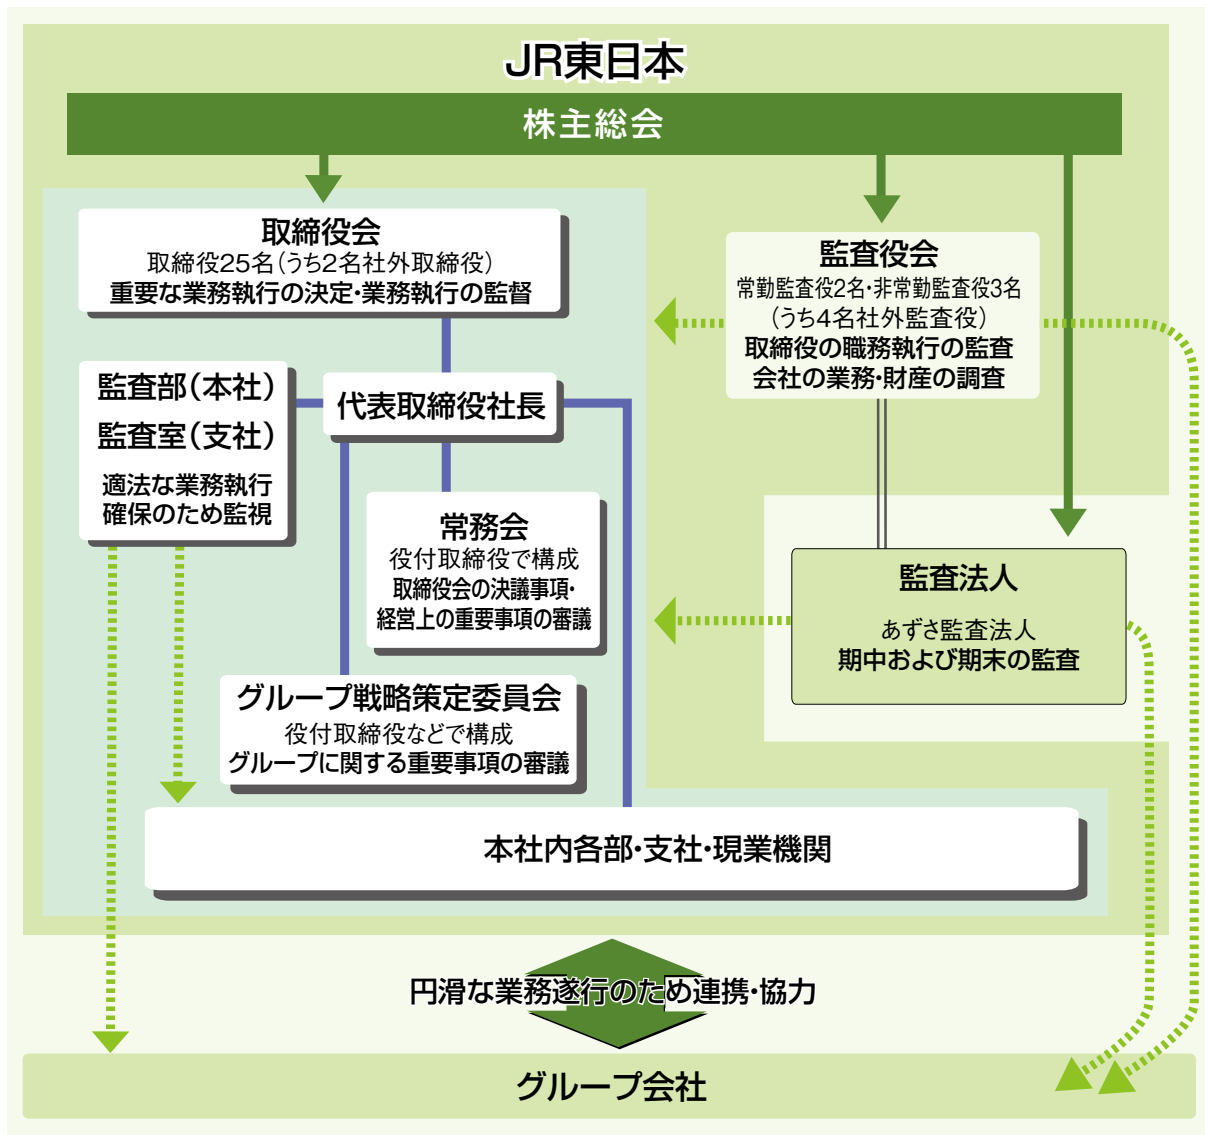 JR東日本
株主総会
取締役会
取締役25名（うち2名社外取締役）
重要な業務執行の決定・業務執行の監督
監査役会
常勤監査役2名・非常勤監査役3名
（うち4名社外監査役）
取締役の職務執行の監査
会社の業務・財産の調査
監査部（本社）
監査室（支社）
適法な業務執行
確保のため監視
代表取締役社長
常務会
役付取締役で構成
取締役会の決議事項・
経営上の重要事項の審議
監査法人
あずさ監査法人
期中および期末の監査
グループ戦略策定委員会
役付取締役などで構成
グループに関する重要事項の審議
本社内各部・支社・現業機関
円滑な業務遂行のため連携・協力
グループ会社